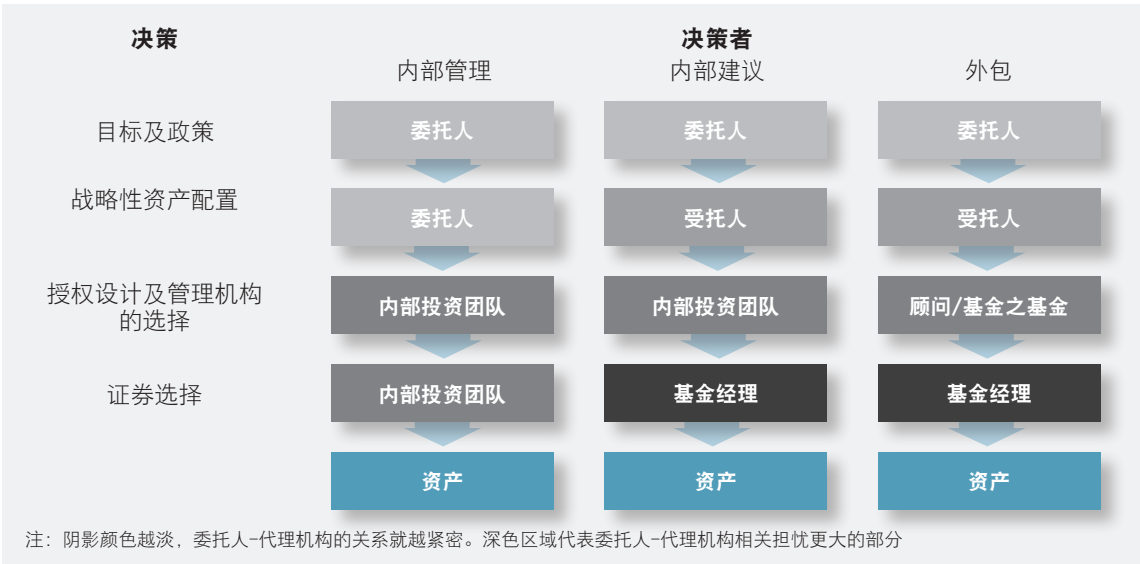 决策
决策者
内部管理
内部建议
外包
目标及政策
委托人
委托人
委托人
战略性资产配置
委托人
受托人
受托人
授权设计及管理机构
的选择
内部投资团队
内部投资团队
顾问/基金之基金
证券选择
内部投资团队
基金经理
基金经理
资产
资产
资产
注：阴影颜色越淡，委托人-代理机构的关系就越紧密。深色区域代表委托人-代理机构相关担忧更大的部分